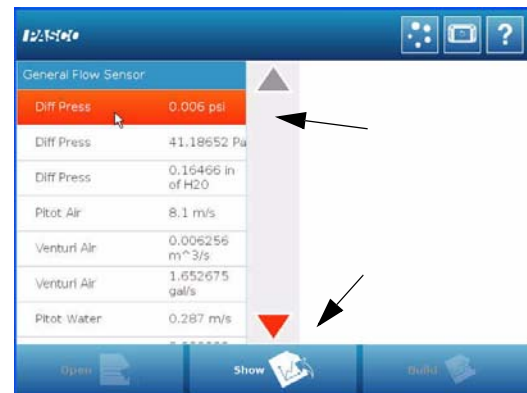 PASCO
?
General Flow Sensor
Diff Press 0.006 psi
Diff Press 41.18652 Pa
Diff Press 0.16466 in
of H2O
Pitot Air 8.1 m/s
Venturi Air 0.006256
m^3/s
Venturi Air 1.652675
gal/s
Pitot Water 0.287 m/s
Open
Show
Build